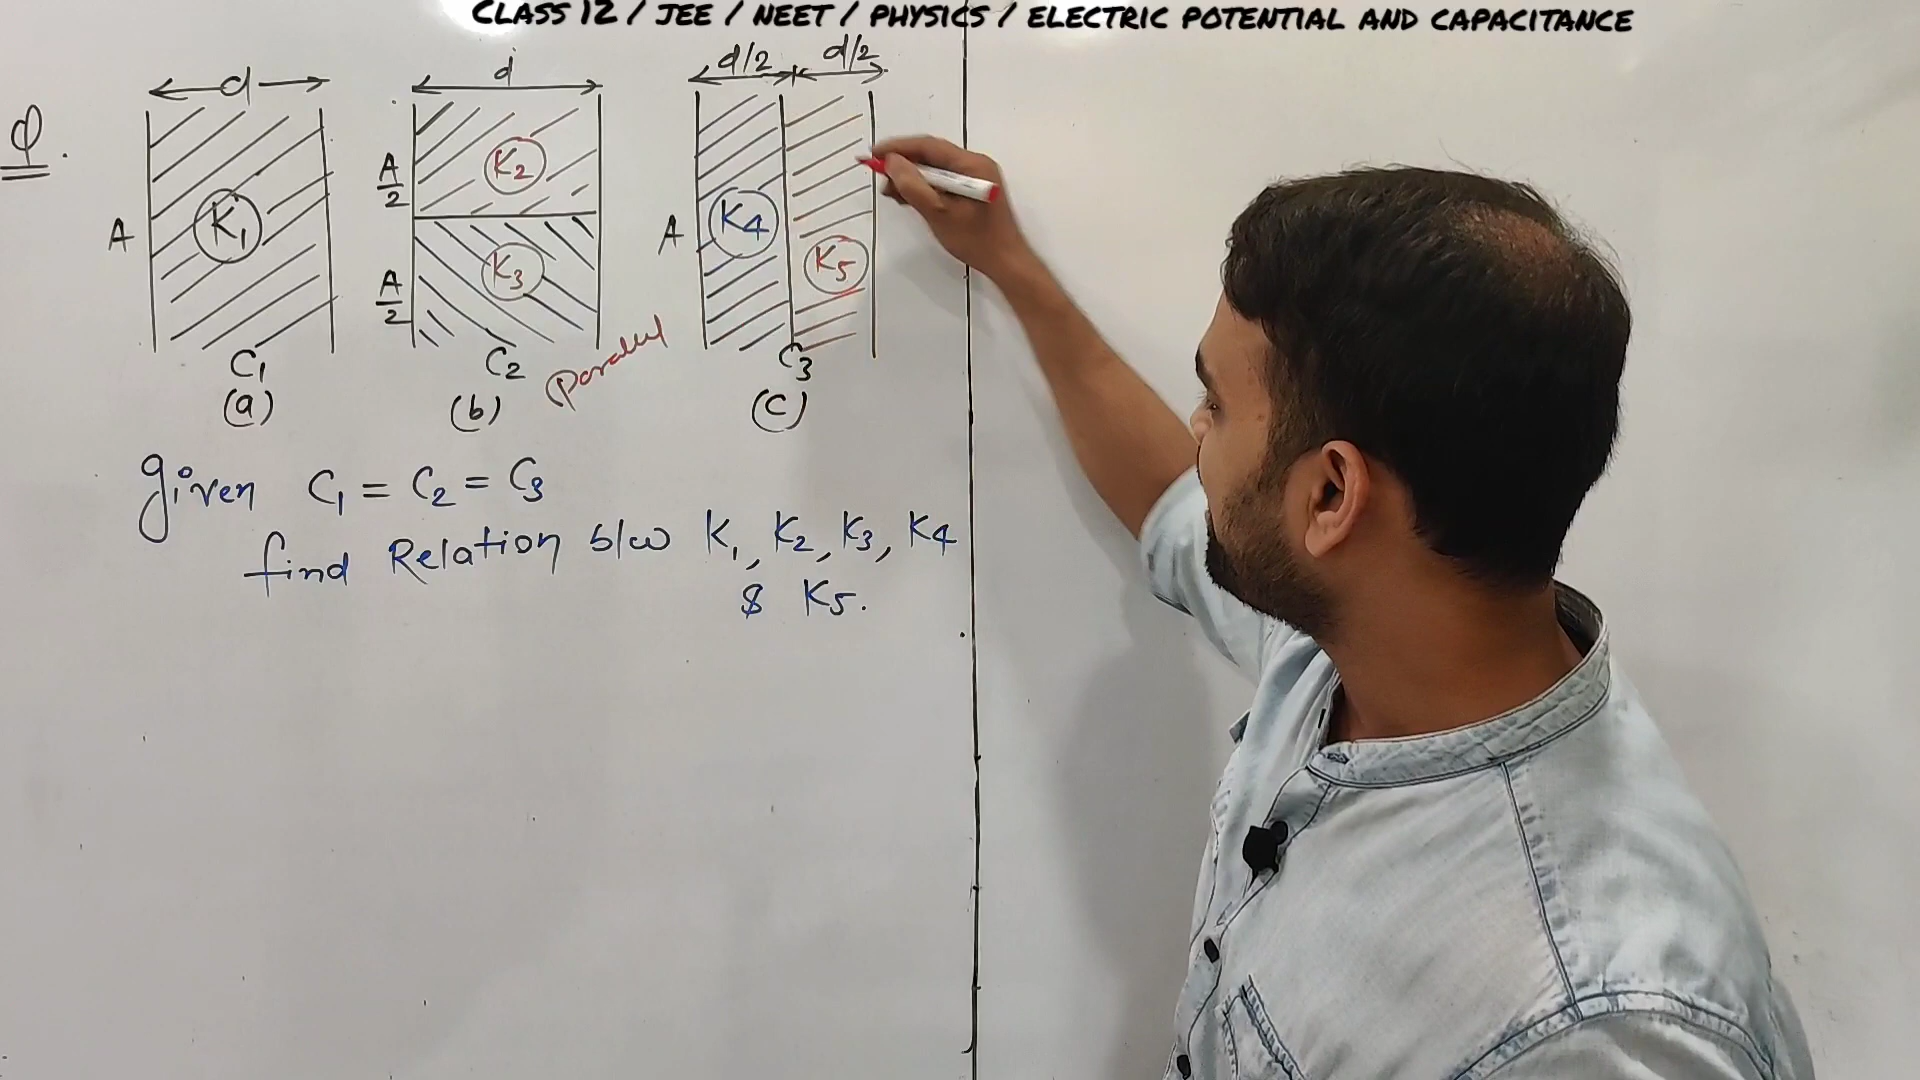 CLASS 12 / JEE / NEET / PHYSICS / ELECTRIC POTENTIAL AND CAPACITANCE
Q.
d
A
K₁
C₁
(a)
d
A/2
K₂
A/2
K₃
C₂
(b)
Parallel
d/2 d/2
A
K₄
K₅
C₃
(c)
given C₁ = C₂ = C₃
find Relation b/w K₁, K₂, K₃, K₄
& K₅.